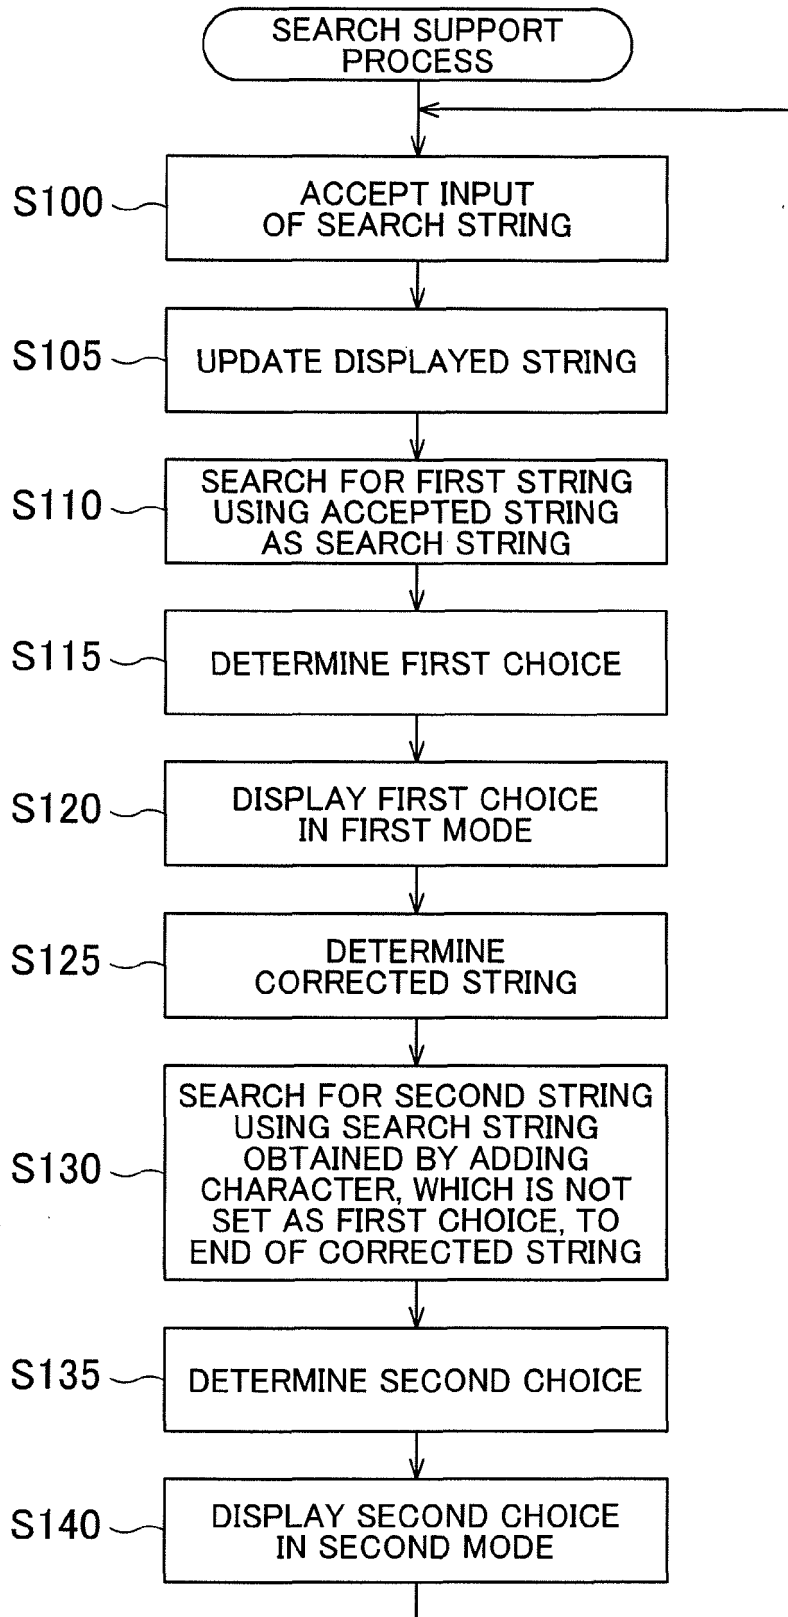 SEARCH SUPPORT
PROCESS
S100
ACCEPT INPUT
OF SEARCH STRING
S105
UPDATE DISPLAYED STRING
S110
SEARCH FOR FIRST STRING
USING ACCEPTED STRING
AS SEARCH STRING
S115
DETERMINE FIRST CHOICE
S120
DISPLAY FIRST CHOICE
IN FIRST MODE
S125
DETERMINE
CORRECTED STRING
S130
SEARCH FOR SECOND STRING
USING SEARCH STRING
OBTAINED BY ADDING
CHARACTER, WHICH IS NOT
SET AS FIRST CHOICE, TO
END OF CORRECTED STRING
S135
DETERMINE SECOND CHOICE
S140
DISPLAY SECOND CHOICE
IN SECOND MODE